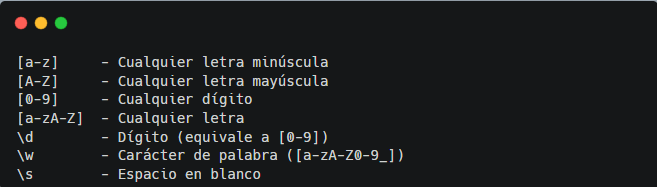 [a-z]     - Cualquier letra minúscula
[A-Z]     - Cualquier letra mayúscula
[0-9]     - Cualquier dígito
[a-zA-Z]  - Cualquier letra
\d        - Dígito (equivale a [0-9])
\w        - Carácter de palabra ([a-zA-Z0-9_])
\s        - Espacio en blanco